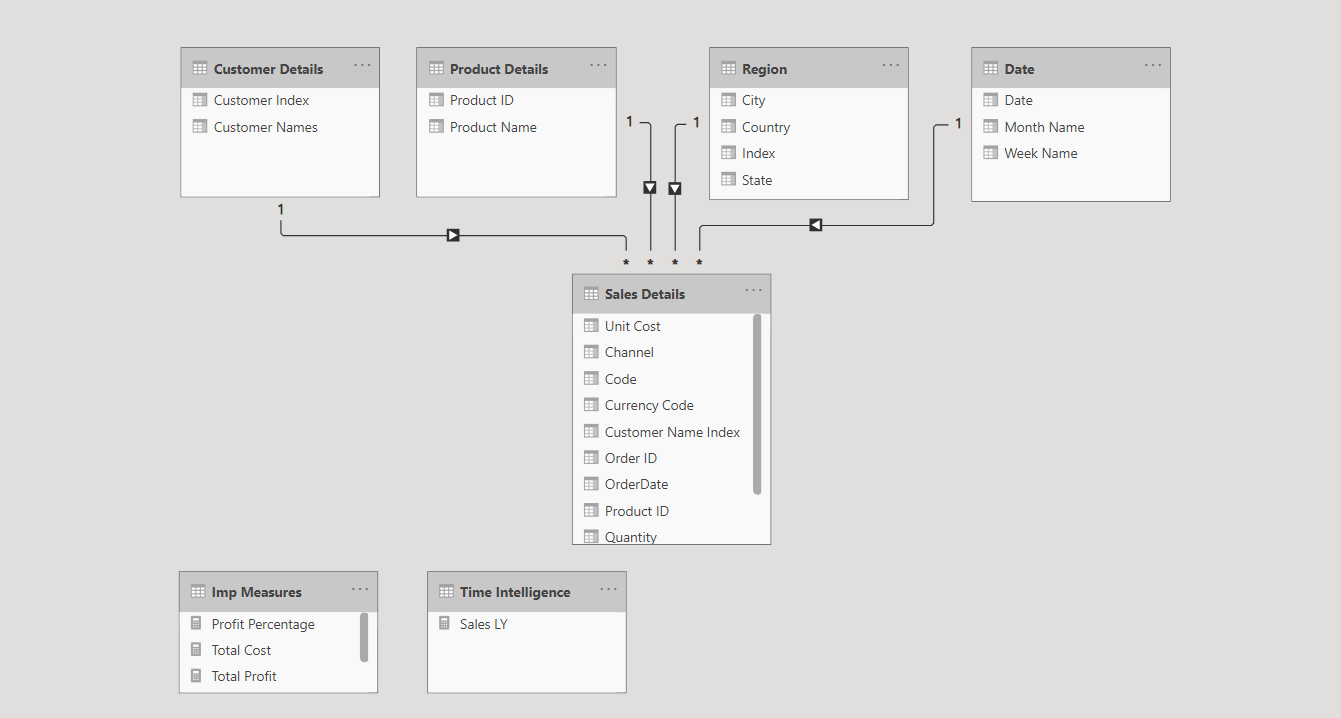 Customer Details
Customer Index
Customer Names
Product Details
Product ID
Product Name
Region
City
Country
Index
State
Date
Date
Month Name
Week Name
1
1
1
1
* * * *
Sales Details
Unit Cost
Channel
Code
Currency Code
Customer Name Index
Order ID
OrderDate
Product ID
Quantity
Imp Measures
Profit Percentage
Total Cost
Total Profit
Time Intelligence
Sales LY